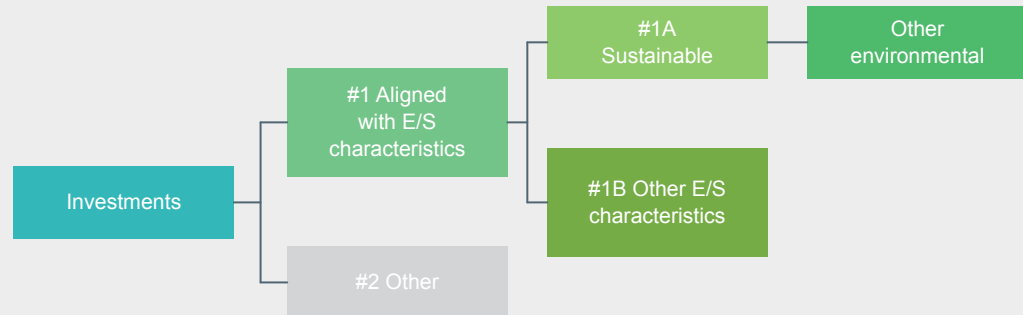 #1A
Sustainable
Other
environmental
#1 Aligned
with E/S
characteristics
Investments
#1B Other E/S
characteristics
#2 Other